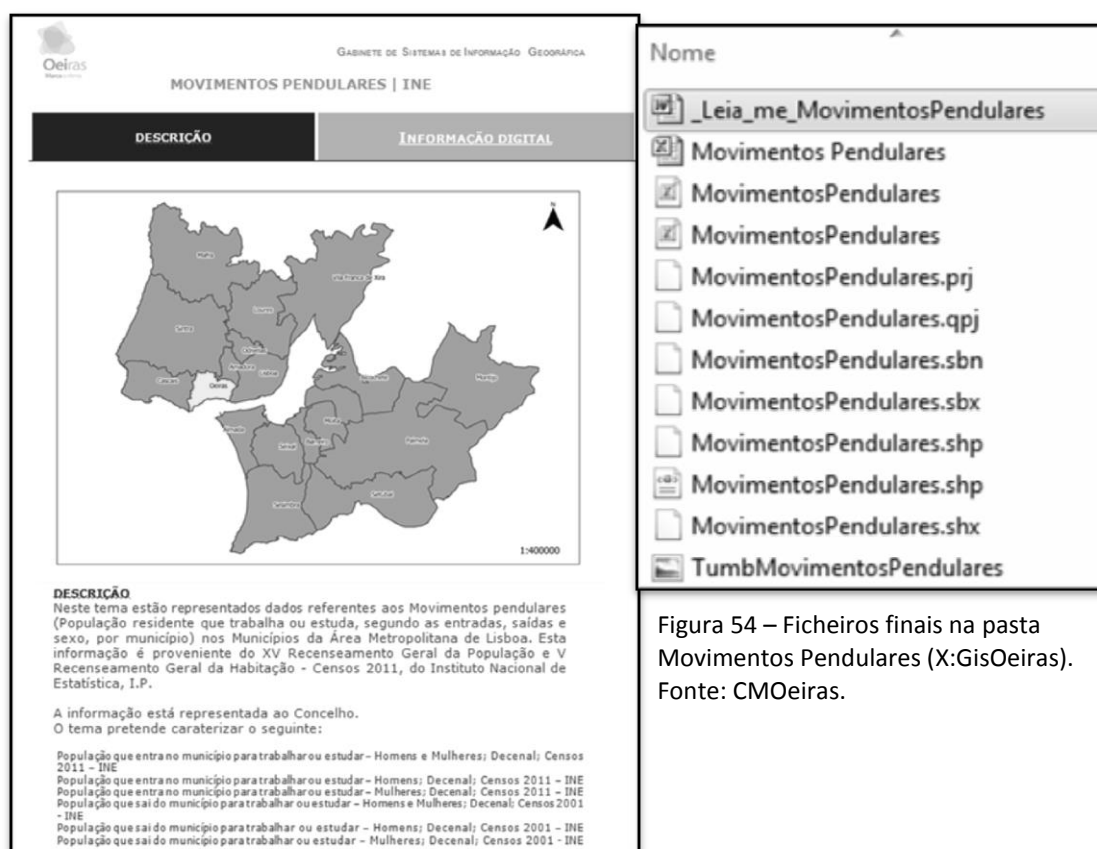 Oeiras
GABINETE DE SISTEMAS DE INFORMAÇÃO GEOGRÁFICA
MOVIMENTOS PENDULARES | INE
DESCRIÇÃO
INFORMAÇÃO DIGITAL
N
Mafra
Vila Franca de Xira
Loures
Sintra
Odivelas
Amadora
Lisboa
Cascais
Oeiras
Alcochete
Montijo
Almada
Seixal
Barreiro
Moita
Palmela
Sesimbra
Setúbal
1:400000
DESCRIÇÃO
Neste tema estão representados dados referentes aos Movimentos pendulares
(População residente que trabalha ou estuda, segundo as entradas, saídas e
sexo, por município) nos Municípios da Área Metropolitana de Lisboa. Esta
informação é proveniente do XV Recenseamento Geral da População e V
Recenseamento Geral da Habitação - Censos 2011, do Instituto Nacional de
Estatística, I.P.
A informação está representada ao Concelho.
O tema pretende caraterizar o seguinte:
População que entra no município para trabalhar ou estudar – Homens e Mulheres; Decenal; Censos
2011 – INE
População que entra no município para trabalhar ou estudar – Homens; Decenal; Censos 2011 – INE
População que entra no município para trabalhar ou estudar – Mulheres; Decenal; Censos 2011 – INE
População que sai do município para trabalhar ou estudar – Homens e Mulheres; Decenal; Censos 2001
- INE
População que sai do município para trabalhar ou estudar – Homens; Decenal; Censos 2001 – INE
População que sai do município para trabalhar ou estudar – Mulheres; Decenal; Censos 2001 - INE
Nome
_Leia_me_MovimentosPendulares
Movimentos Pendulares
MovimentosPendulares
MovimentosPendulares
MovimentosPendulares.prj
MovimentosPendulares.qpj
MovimentosPendulares.sbn
MovimentosPendulares.sbx
MovimentosPendulares.shp
MovimentosPendulares.shp
MovimentosPendulares.shx
TumbMovimentosPendulares
Figura 54 – Ficheiros finais na pasta
Movimentos Pendulares (X:GisOeiras).
Fonte: CMOeiras.